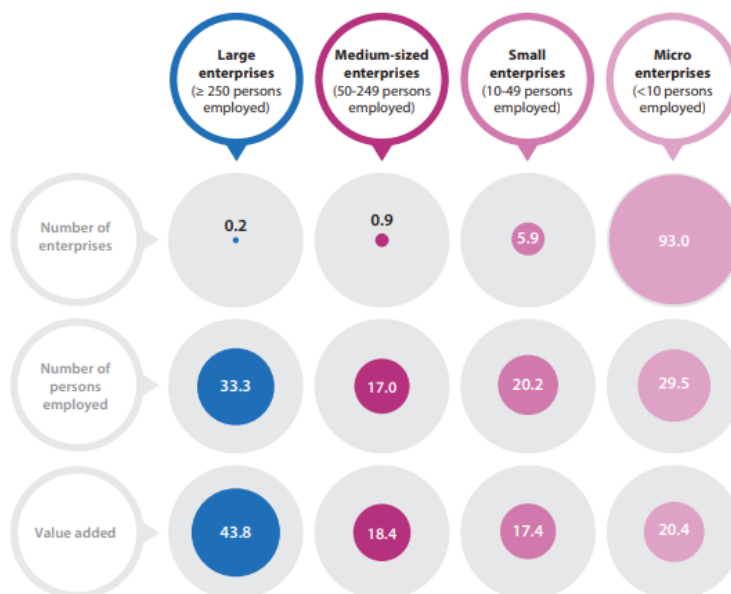 Large
enterprises
(≥ 250 persons
employed)
Medium-sized
enterprises
(50-249 persons
employed)
Small
enterprises
(10-49 persons
employed)
Micro
enterprises
(<10 persons
employed)
Number of
enterprises
0.2
0.9
5.9
93.0
Number of
persons
employed
33.3
17.0
20.2
29.5
Value added
43.8
18.4
17.4
20.4